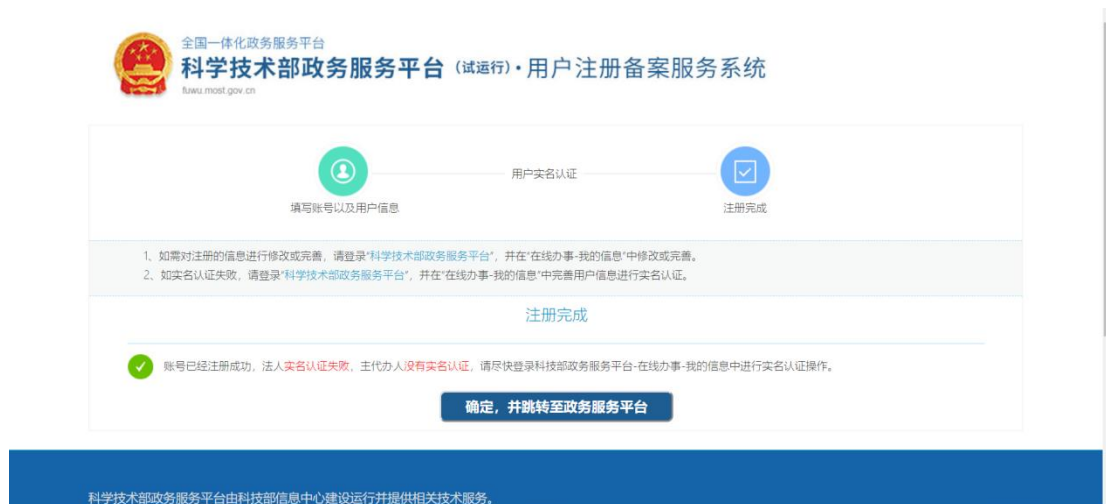 全国一体化政务服务平台
科学技术部政务服务平台（试运行）·用户注册备案服务系统
fuwu.most.gov.cn
用户实名认证
填写账号以及用户信息
注册完成
1、如需对注册的信息进行修改或完善，请登录“科学技术部政务服务平台”，并在“在线办事-我的信息”中修改或完善。
2、如实名认证失败，请登录“科学技术部政务服务平台”，并在“在线办事-我的信息”中完善用户信息进行实名认证。
注册完成
账号已经注册成功，法人实名认证失败，主代办人没有实名认证，请尽快登录科技部政务服务平台-在线办事-我的信息中进行实名认证操作。
确定，并跳转至政务服务平台
科学技术部政务服务平台由科技部信息中心建设运行并提供相关技术服务。